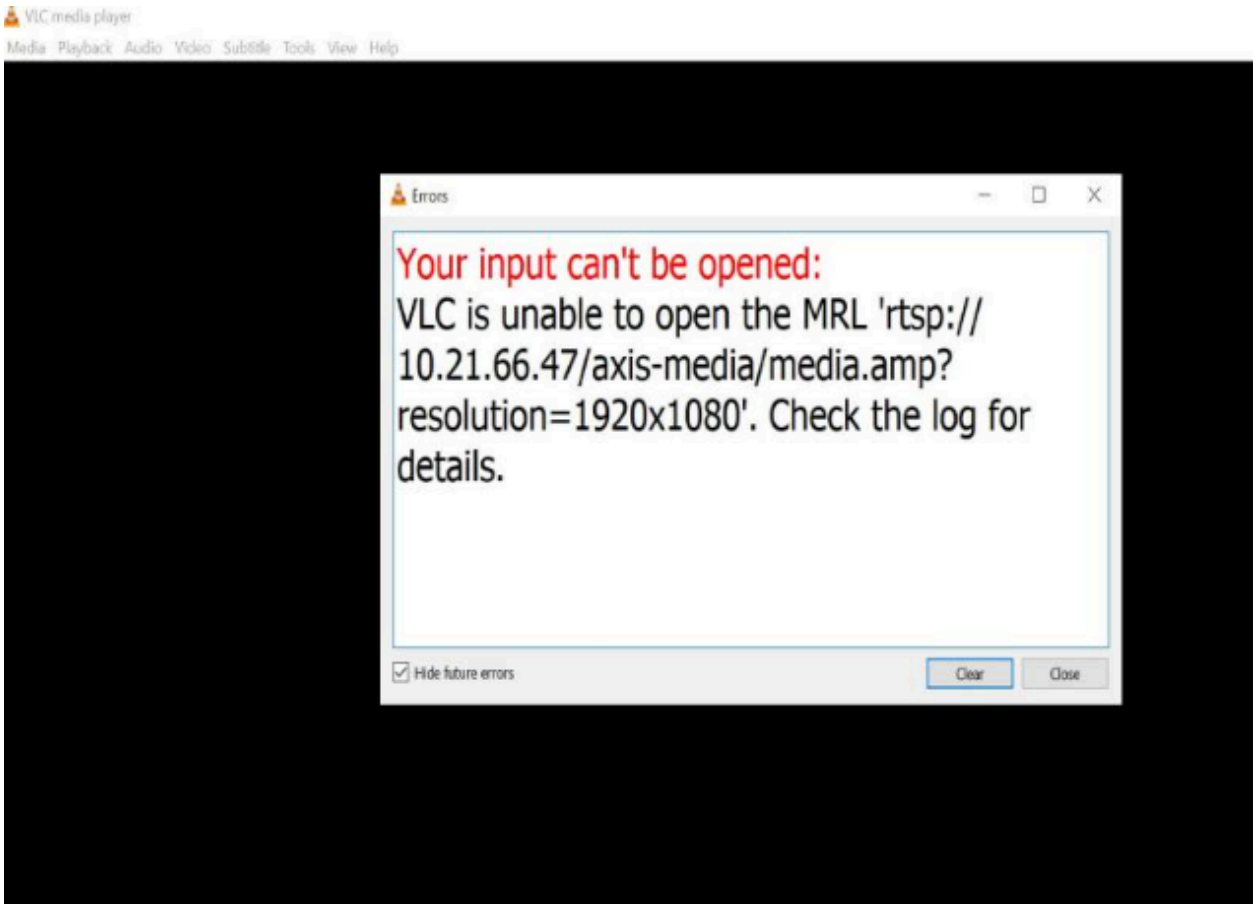 VLC media player
Media Playback Audio Video Subtitle Tools View Help
Errors
Your input can't be opened:
VLC is unable to open the MRL 'rtsp://
10.21.66.47/axis-media/media.amp?
resolution=1920x1080'. Check the log for
details.
Hide future errors
Clear
Close